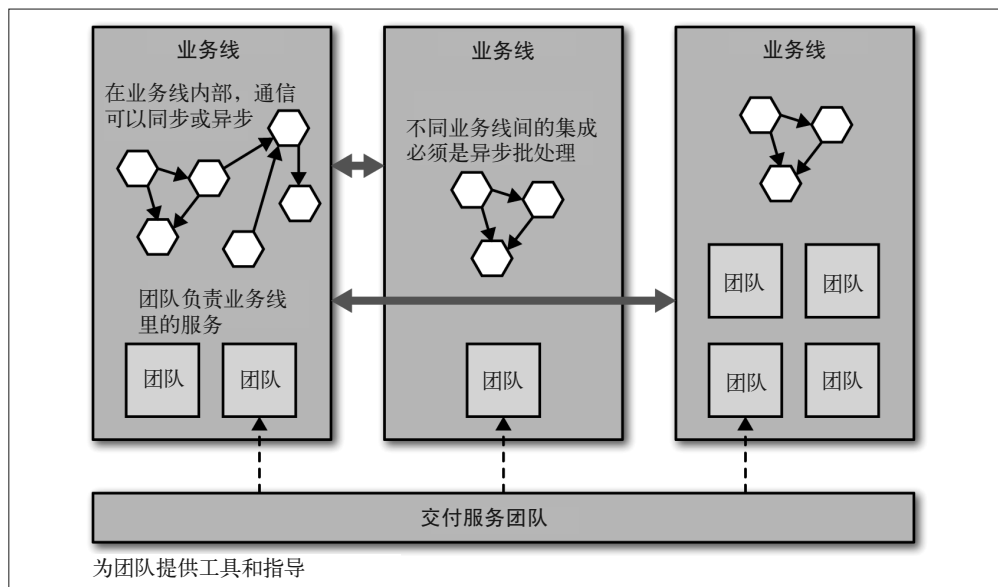 业务线
在业务线内部，通信
可以同步或异步
团队负责业务线
里的服务
团队
团队
业务线
不同业务线间的集成
必须是异步批处理
团队
业务线
团队
团队
团队
团队
交付服务团队
为团队提供工具和指导